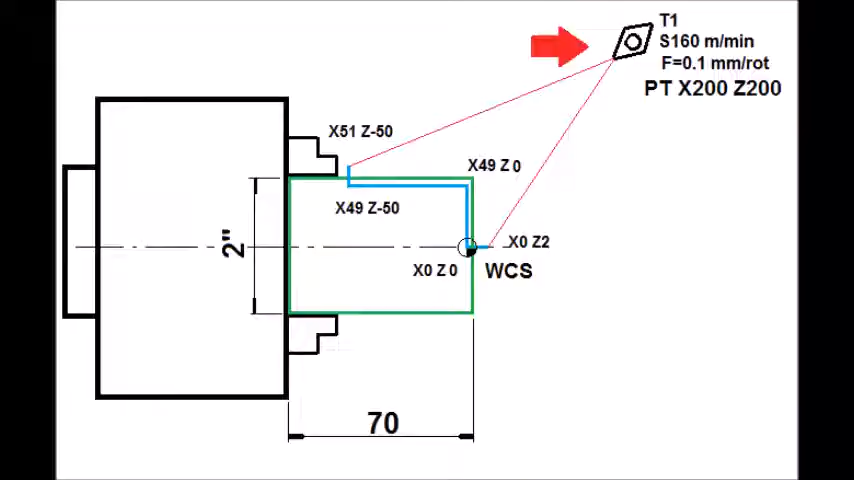 T1
S160 m/min
F=0.1 mm/rot
PT X200 Z200
X51 Z-50
X49 Z 0
X49 Z-50
2"
X0 Z2
X0 Z 0
WCS
70